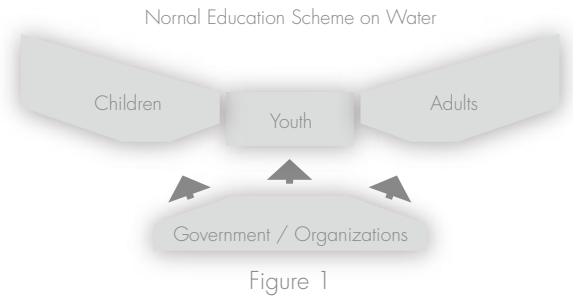 Nornal Education Scheme on Water
Children
Youth
Adults
Government / Organizations
Figure 1